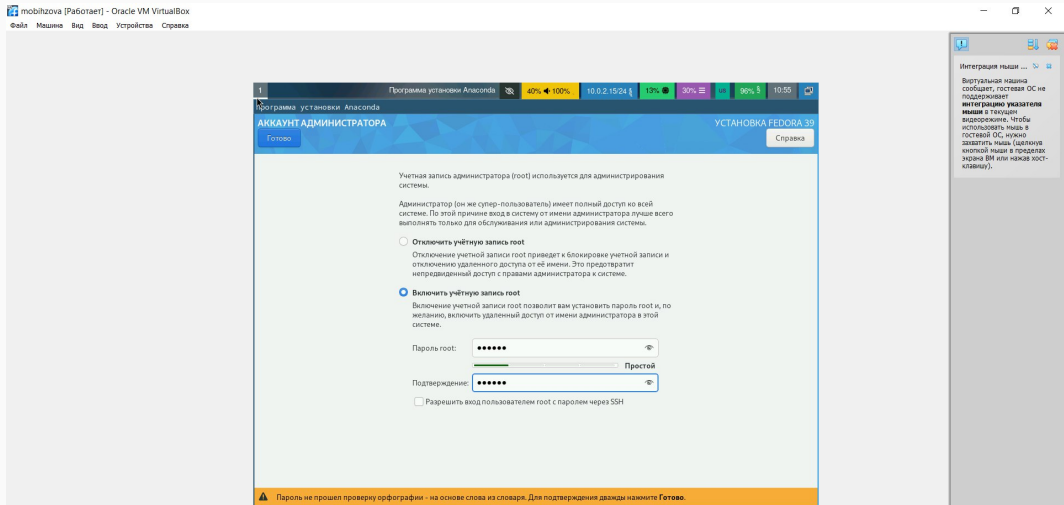 mobihzova [Работает] - Oracle VM VirtualBox
Файл Машина Вид Ввод Устройства Справка
1 Программа установки Anaconda 40% 100% 10.0.2.15/24 13% 30% us 96% 10:55
Программа установки Anaconda
АККАУНТ АДМИНИСТРАТОРА
УСТАНОВКА FEDORA 39
Готово
Справка
Учетная запись администратора (root) используется для администрирования
системы.
Администратор (он же супер-пользователь) имеет полный доступ ко всей
системе. По этой причине вход в систему от имени администратора лучше всего
выполнять только для обслуживания или администрирования системы.
Отключить учётную запись root
Отключение учетной записи root приведет к блокировке учетной записи и
отключению удаленного доступа от её имени. Это предотвратит
непредвиденный доступ с правами администратора к системе.
Включить учётную запись root
Включение учетной записи root позволит вам установить пароль root и, по
желанию, включить удаленный доступ от имени администратора в этой
системе.
Пароль root: ••••••
Простой
Подтверждение: ••••••
Разрешить вход пользователем root с паролем через SSH
Пароль не прошел проверку орфографии - на основе слова из словаря. Для подтверждения дважды нажмите Готово.
Интеграция мыши ...
Виртуальная машина
сообщает, гостевая ОС не
поддерживает
интеграцию указателя
мыши в текущем
видеорежиме. Чтобы
использовать мышь в
гостевой ОС, нужно
захватить мышь (щелкнув
кнопкой мыши в пределах
экрана ВМ или нажав хост-
клавишу).